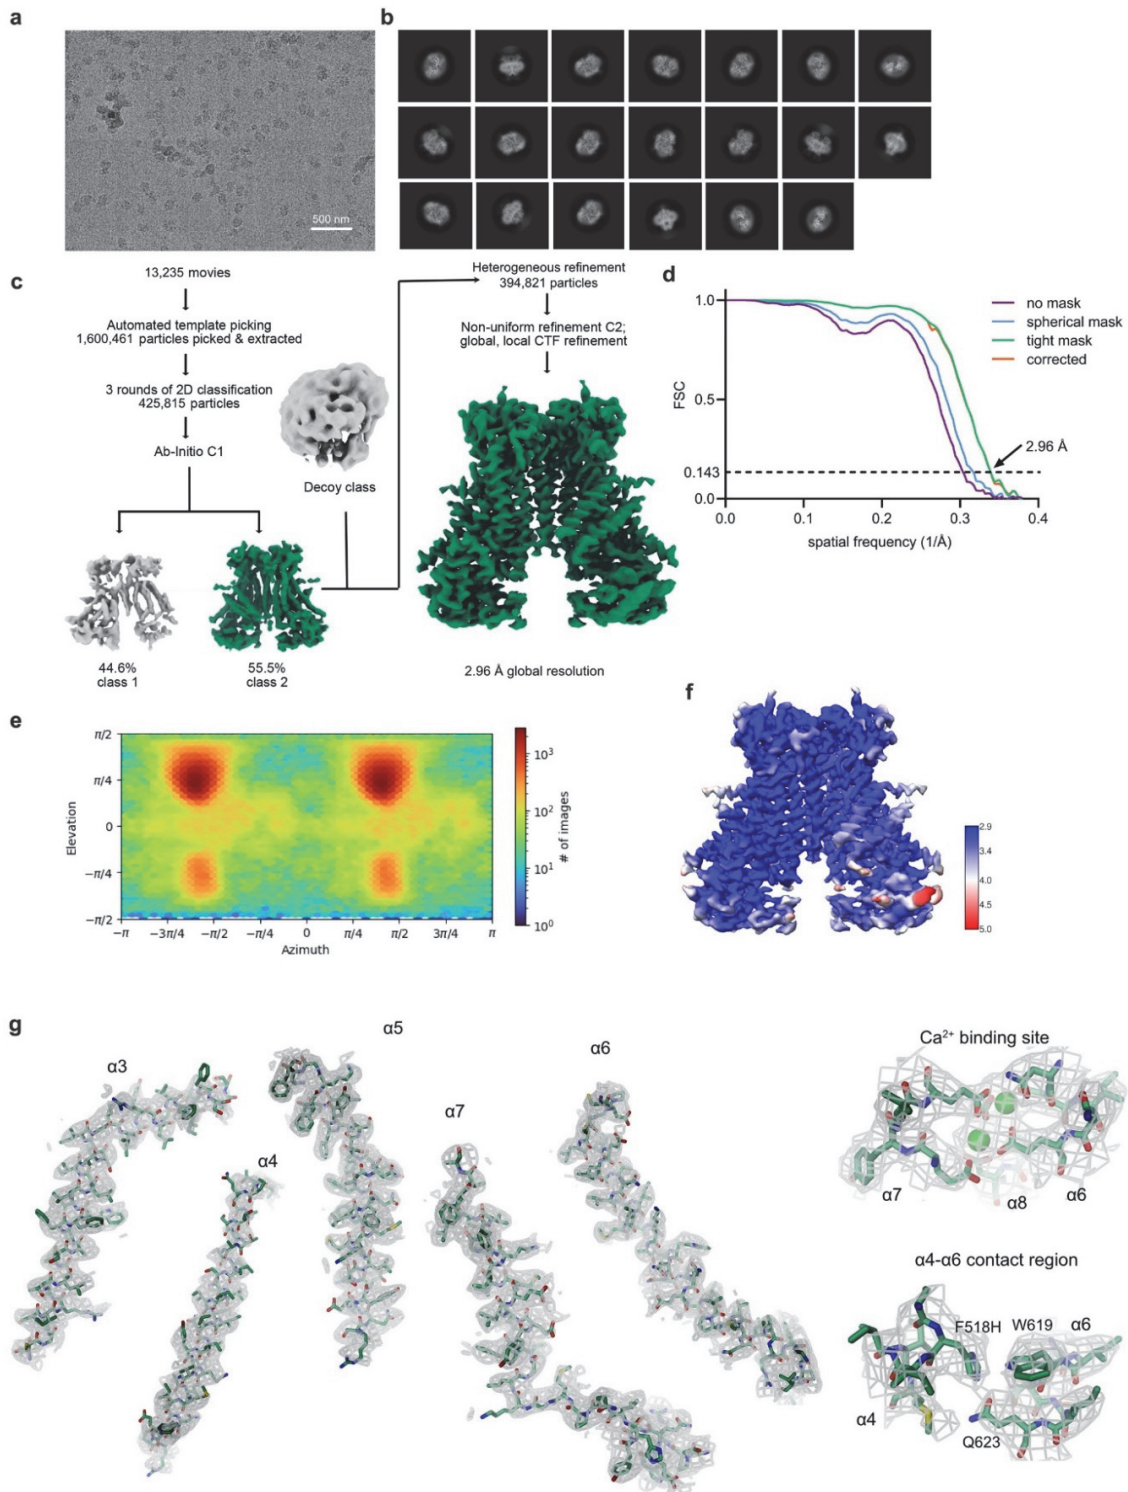 a
b
500 nm
c
13,235 movies
Automated template picking
1,600,461 particles picked & extracted
3 rounds of 2D classification
425,815 particles
Ab-Initio C1
Decoy class
44.6%
class 1
55.5%
class 2
Heterogeneous refinement
394,821 particles
Non-uniform refinement C2;
global, local CTF refinement
2.96 Å global resolution
d
no mask
spherical mask
tight mask
corrected
FSC
1.0
0.5
0.143
0.0
2.96 Å
0.0 0.1 0.2 0.3 0.4
spatial frequency (1/Å)
e
Elevation
π/2
π/4
0
−π/4
−π/2
−π −3π/4 −π/2 −π/4 0 π/4 π/2 3π/4 π
Azimuth
10³
10²
10¹
10⁰
# of images
f
2.9
3.4
4.0
4.5
5.0
g
α3
α4
α5
α7
α6
Ca²⁺ binding site
α7
α8
α6
α4-α6 contact region
F518H
W619
α6
α4
Q623